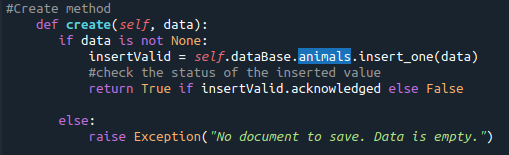 #Create method
def create(self, data):
if data is not None:
insertValid = self.dataBase.animals.insert_one(data)
#check the status of the inserted value
return True if insertValid.acknowledged else False
else:
raise Exception("No document to save. Data is empty.")